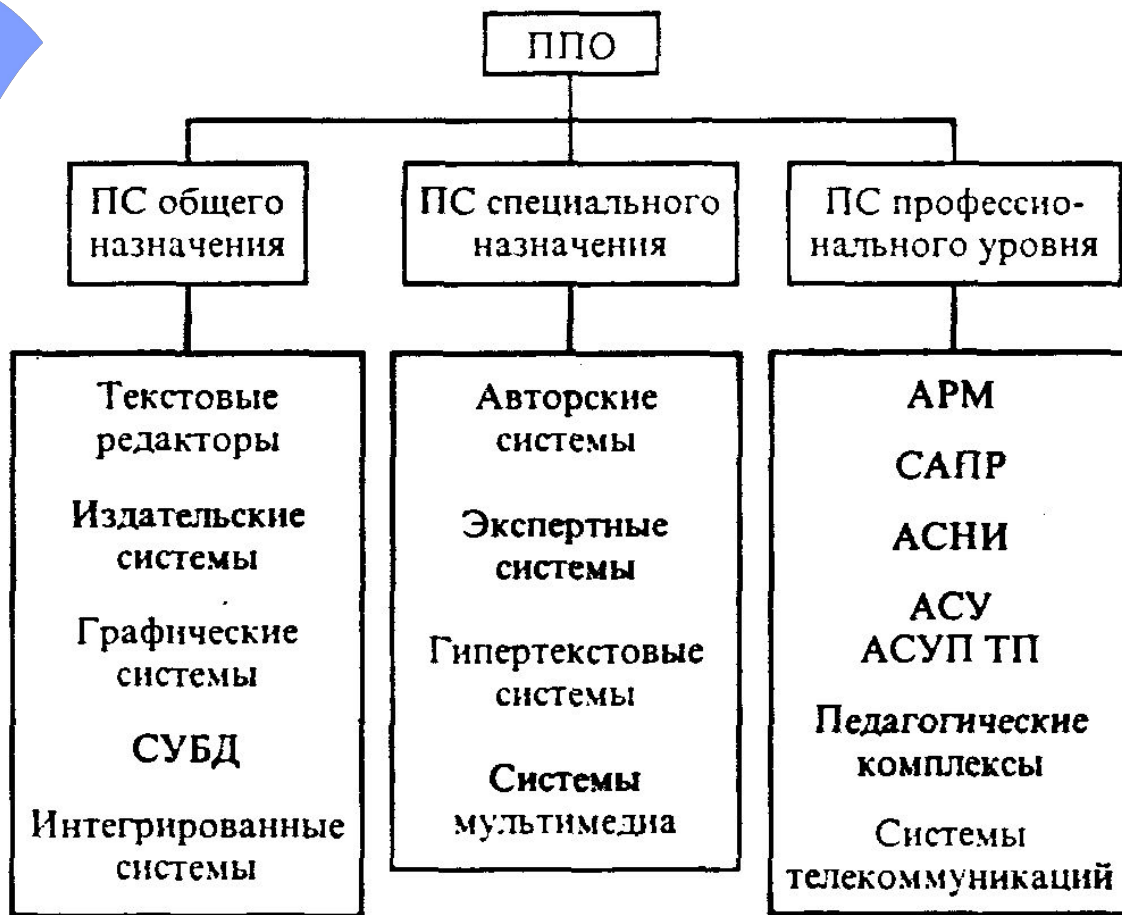 ППО
ПС общего
назначения
ПС специального
назначения
ПС профессио-
нального уровня
Текстовые
редакторы
Издательские
системы
Графические
системы
СУБД
Интегрированные
системы
Авторские
системы
Экспертные
системы
Гипертекстовые
системы
Системы
мультимедиа
АРМ
САПР
АСНИ
АСУ
АСУП ТП
Педагогические
комплексы
Системы
телекоммуникаций